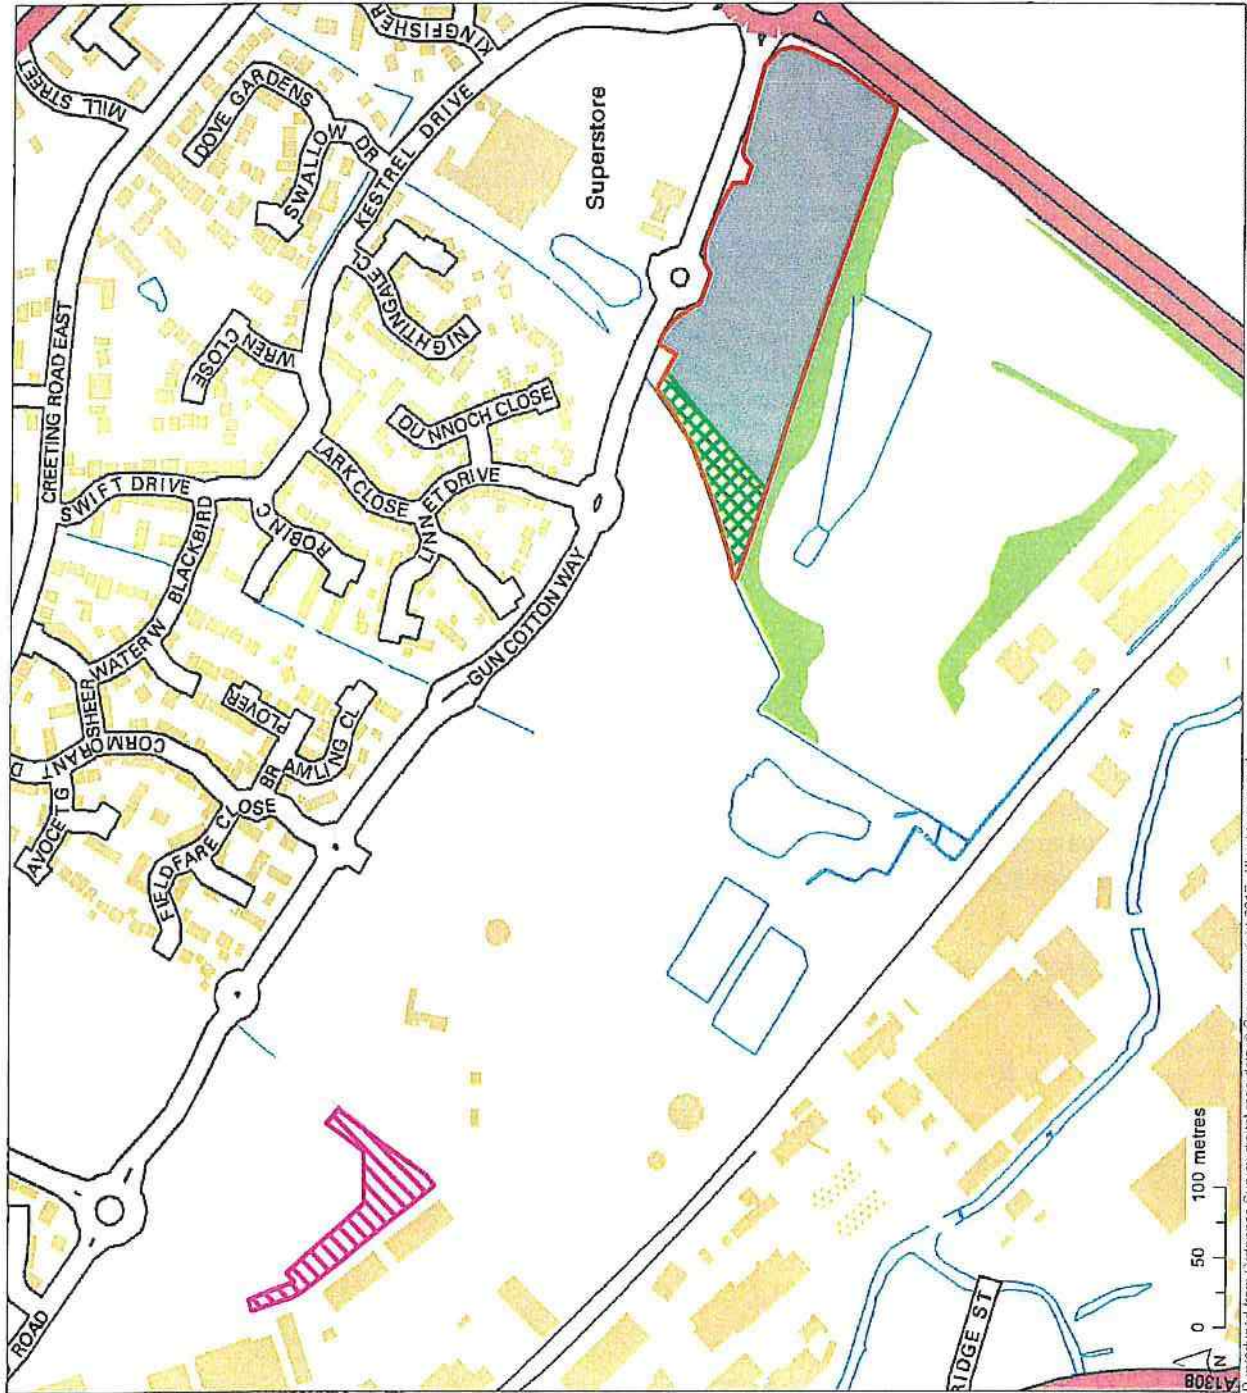 MILL STREET
KINGFISHER
DOVE GARDENS
SWALLOW DR
KESTREL DRIVE
Superstore
CREETING ROAD EAST
WREN CLOSE
NIGHTINGALE CL
SWIFT DRIVE
BLACKBIRD
ROBIN C
LARK CLOSE
DUNNOCH CLOSE
LINNET DRIVE
SHEERWATER W
CORMORANT D
AVOCET G
PLOVER
BRAMLING CL
FIELDFARE CLOSE
GUN COTTON WAY
ROAD
RIDGE ST
A1308
N
0 50 100 metres